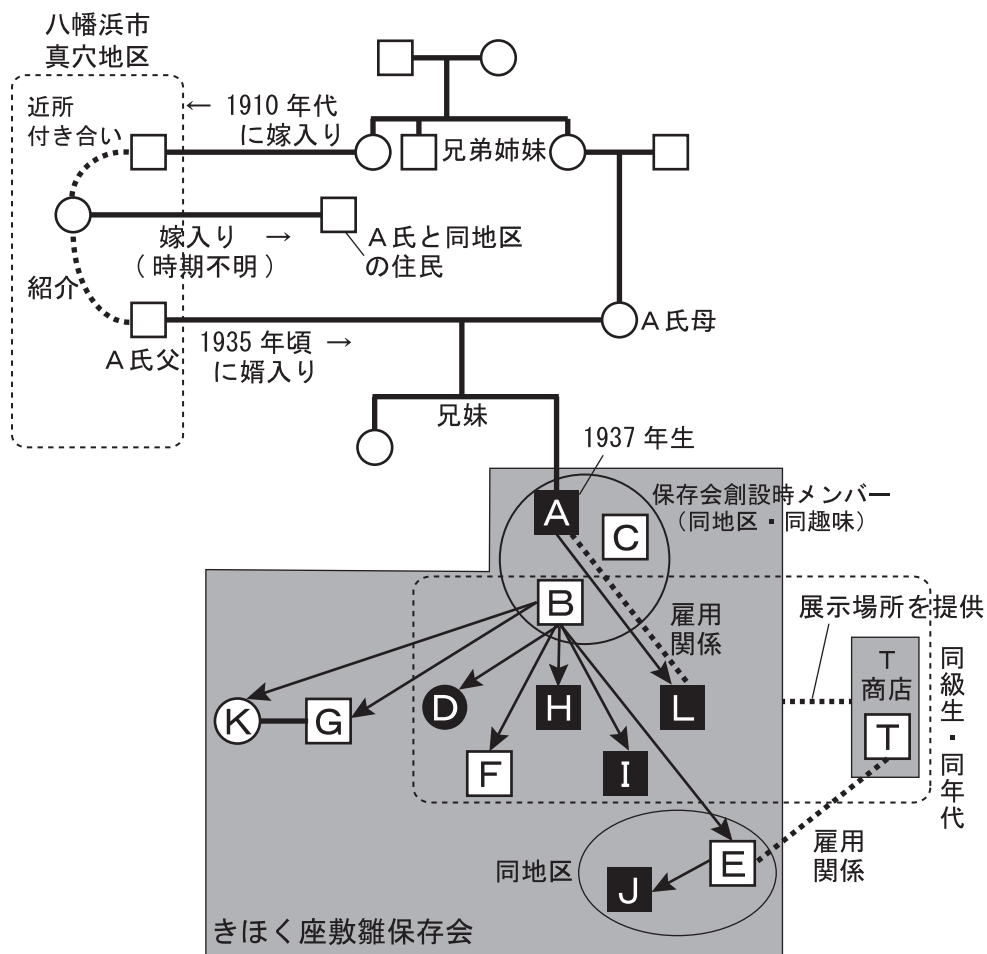 八幡浜市
真穴地区
近所
付き合い
← 1910 年代
に嫁入り
兄弟姉妹
嫁入り →
（時期不明）
A氏と同地区
の住民
紹介
A氏父
1935 年頃 →
に婿入り
A氏母
兄妹
1937 年生
保存会創設時メンバー
（同地区・同趣味）
A
C
B
雇用
関係
展示場所を提供
T
商店
T
同級生・同年代
K
G
D
H
L
F
I
雇用
関係
同地区
E
J
きほく座敷雛保存会